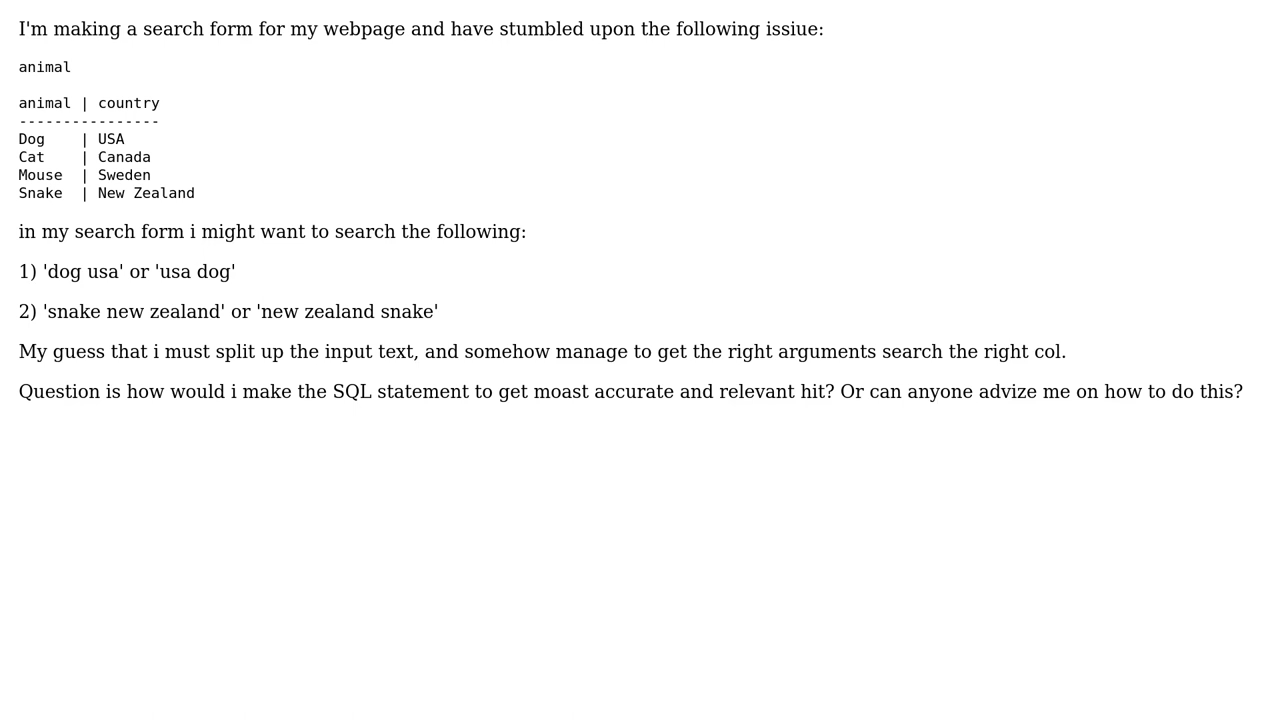 I'm making a search form for my webpage and have stumbled upon the following issiue:
animal
animal | country
----------------
Dog    | USA
Cat    | Canada
Mouse  | Sweden
Snake  | New Zealand
in my search form i might want to search the following:
1) 'dog usa' or 'usa dog'
2) 'snake new zealand' or 'new zealand snake'
My guess that i must split up the input text, and somehow manage to get the right arguments search the right col.
Question is how would i make the SQL statement to get moast accurate and relevant hit? Or can anyone advize me on how to do this?